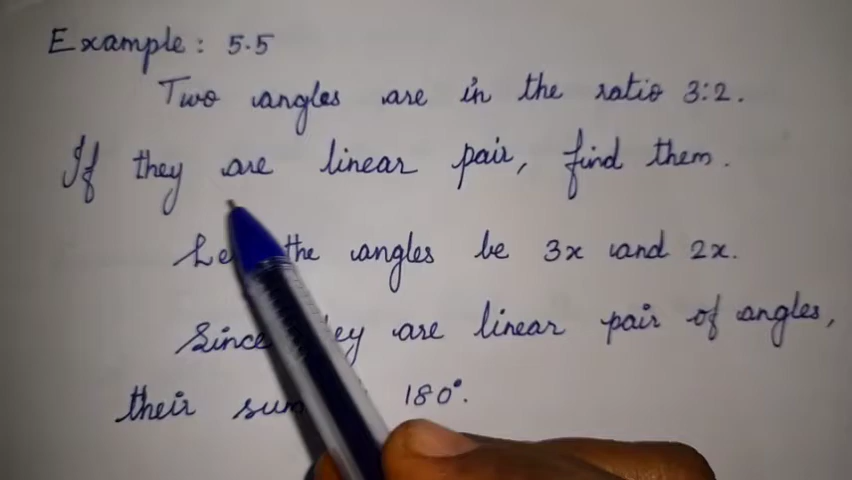 Example: 5.5
Two angles are in the ratio 3:2.
If they are linear pair, find them.
the angles be 3x and 2x.
Since are linear pair of angles,
their 180°.